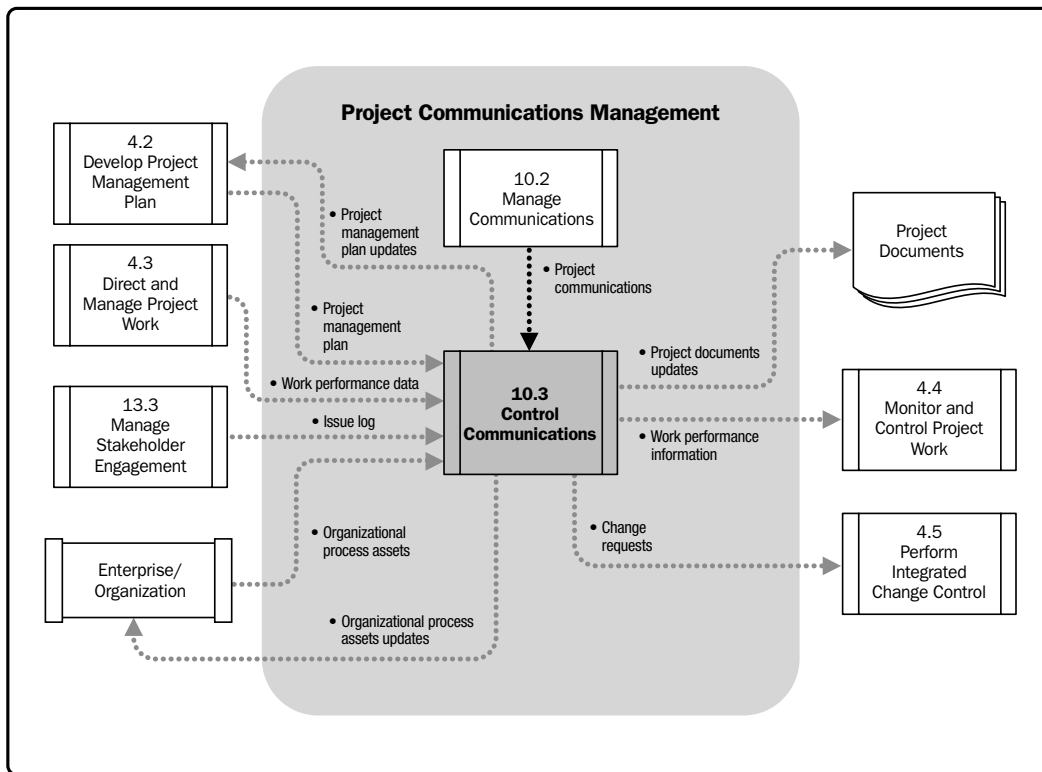 Project Communications Management
4.2
Develop Project
Management
Plan
10.2
Manage
Communications
• Project
management
plan updates
Project
Documents
4.3
Direct and
Manage Project
Work
• Project
communications
• Project
management
plan
• Project documents
updates
• Work performance data
10.3
Control
Communications
4.4
Monitor and
Control Project
Work
13.3
Manage
Stakeholder
Engagement
• Issue log
• Work performance
information
• Organizational
process assets
• Change
requests
4.5
Perform
Integrated
Change Control
Enterprise/
Organization
• Organizational process
assets updates